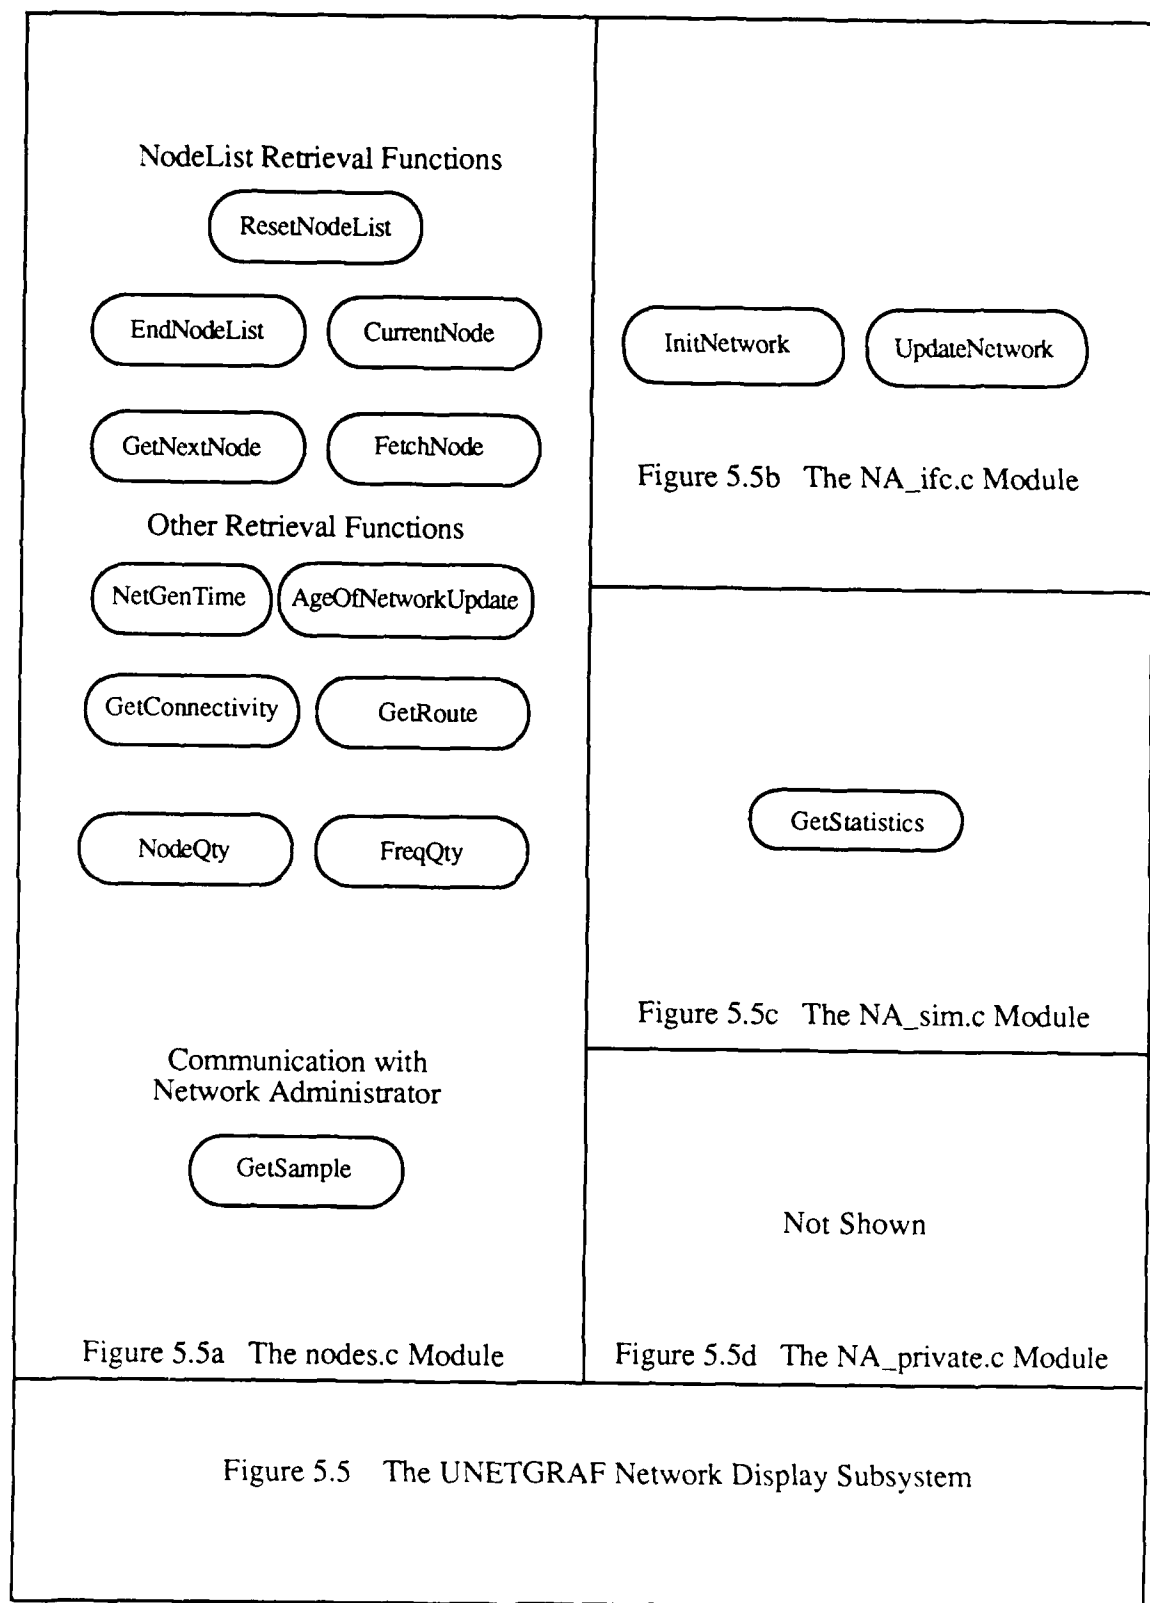 NodeList Retrieval Functions
ResetNodeList
EndNodeList
CurrentNode
GetNextNode
FetchNode
Other Retrieval Functions
NetGenTime
AgeOfNetworkUpdate
GetConnectivity
GetRoute
NodeQty
FreqQty
Communication with
Network Administrator
GetSample
Figure 5.5a The nodes.c Module
InitNetwork
UpdateNetwork
Figure 5.5b The NA_ifc.c Module
GetStatistics
Figure 5.5c The NA_sim.c Module
Not Shown
Figure 5.5d The NA_private.c Module
Figure 5.5 The UNETGRAF Network Display Subsystem